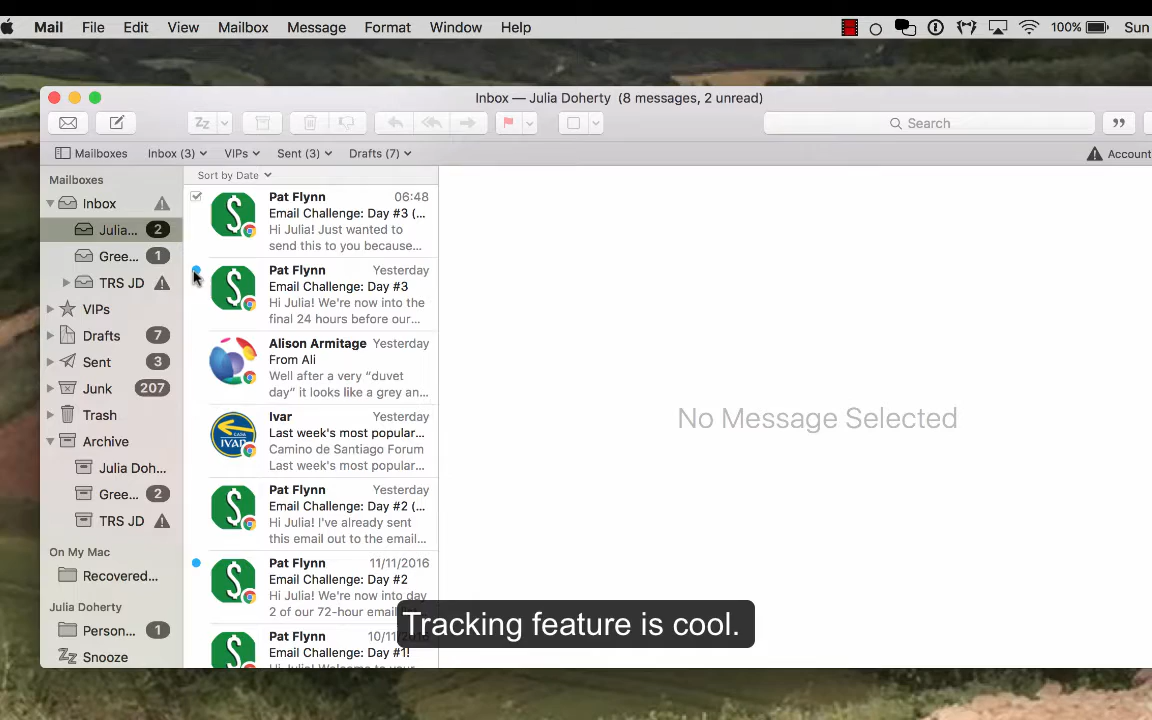 Mail File Edit View Mailbox Message Format Window Help 100% Sun
Inbox — Julia Doherty (8 messages, 2 unread)
Search
Mailboxes Inbox (3) VIPs Sent (3) Drafts (7) Account
Mailboxes
Inbox
Julia... 2
Gree... 1
TRS JD
VIPs
Drafts 7
Sent 3
Junk 207
Trash
Archive
Julia Doh...
Gree... 2
TRS JD
On My Mac
Recovered...
Julia Doherty
Person... 1
Snooze
Sort by Date
Pat Flynn 06:48
Email Challenge: Day #3 (...
Hi Julia! Just wanted to
send this to you because...
Pat Flynn Yesterday
Email Challenge: Day #3
Hi Julia! We're now into the
final 24 hours before our...
Alison Armitage Yesterday
From Ali
Well after a very “duvet
day” it looks like a grey an...
Ivar Yesterday
Last week's most popular...
Camino de Santiago Forum
Last week's most popular...
Pat Flynn Yesterday
Email Challenge: Day #2 (...
Hi Julia! I've already sent
this email out to the email...
Pat Flynn 11/11/2016
Email Challenge: Day #2
Hi Julia! We're now into day
2 of our 72-hour email
Pat Flynn
Email Challenge: Day #1!
No Message Selected
Tracking feature is cool.